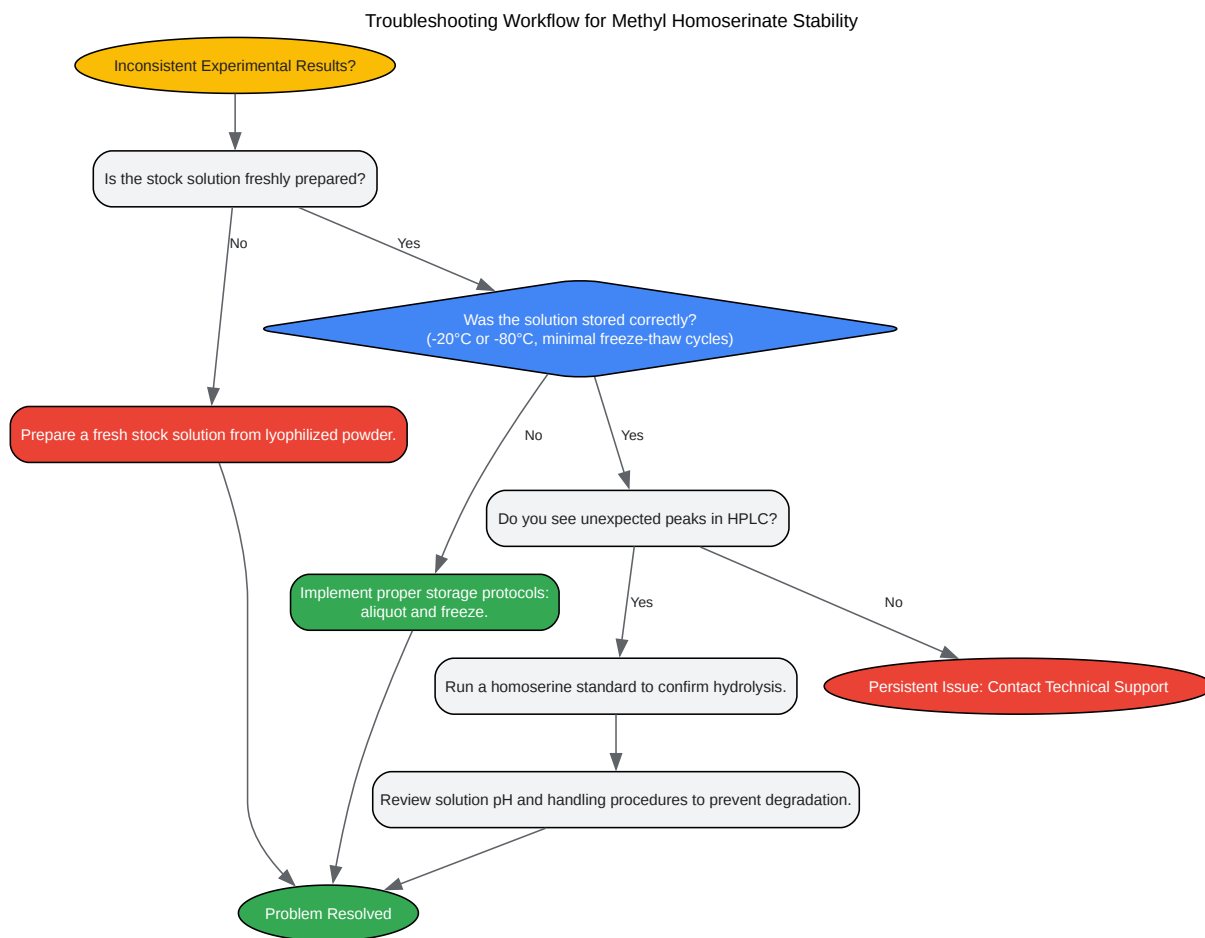 Troubleshooting Workflow for Methyl Homoserinate Stability
Inconsistent Experimental Results?
Is the stock solution freshly prepared?
No
Yes
Was the solution stored correctly?
(-20°C or -80°C, minimal freeze-thaw cycles)
Prepare a fresh stock solution from lyophilized powder.
No
Yes
Do you see unexpected peaks in HPLC?
Implement proper storage protocols:
aliquot and freeze.
Yes
No
Run a homoserine standard to confirm hydrolysis.
Persistent Issue: Contact Technical Support
Review solution pH and handling procedures to prevent degradation.
Problem Resolved